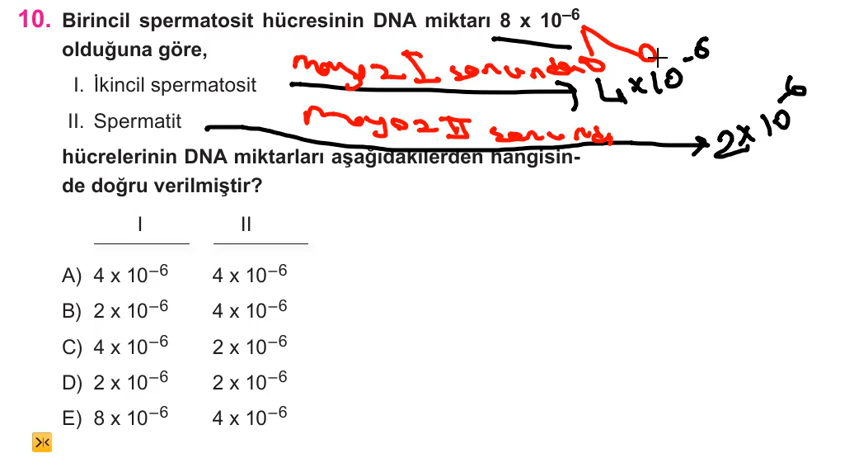 10. Birincil spermatosit hücresinin DNA miktarı 8 x 10⁻⁶
olduğuna göre,
mayoz I sonunda
4x10⁻⁶
I. İkincil spermatosit
II. Spermatit
mayoz II sonunda
2x10⁻⁶
hücrelerinin DNA miktarları aşağıdakilerden hangisin-
de doğru verilmiştir?
I II
A) 4 x 10⁻⁶ 4 x 10⁻⁶
B) 2 x 10⁻⁶ 4 x 10⁻⁶
C) 4 x 10⁻⁶ 2 x 10⁻⁶
D) 2 x 10⁻⁶ 2 x 10⁻⁶
E) 8 x 10⁻⁶ 4 x 10⁻⁶